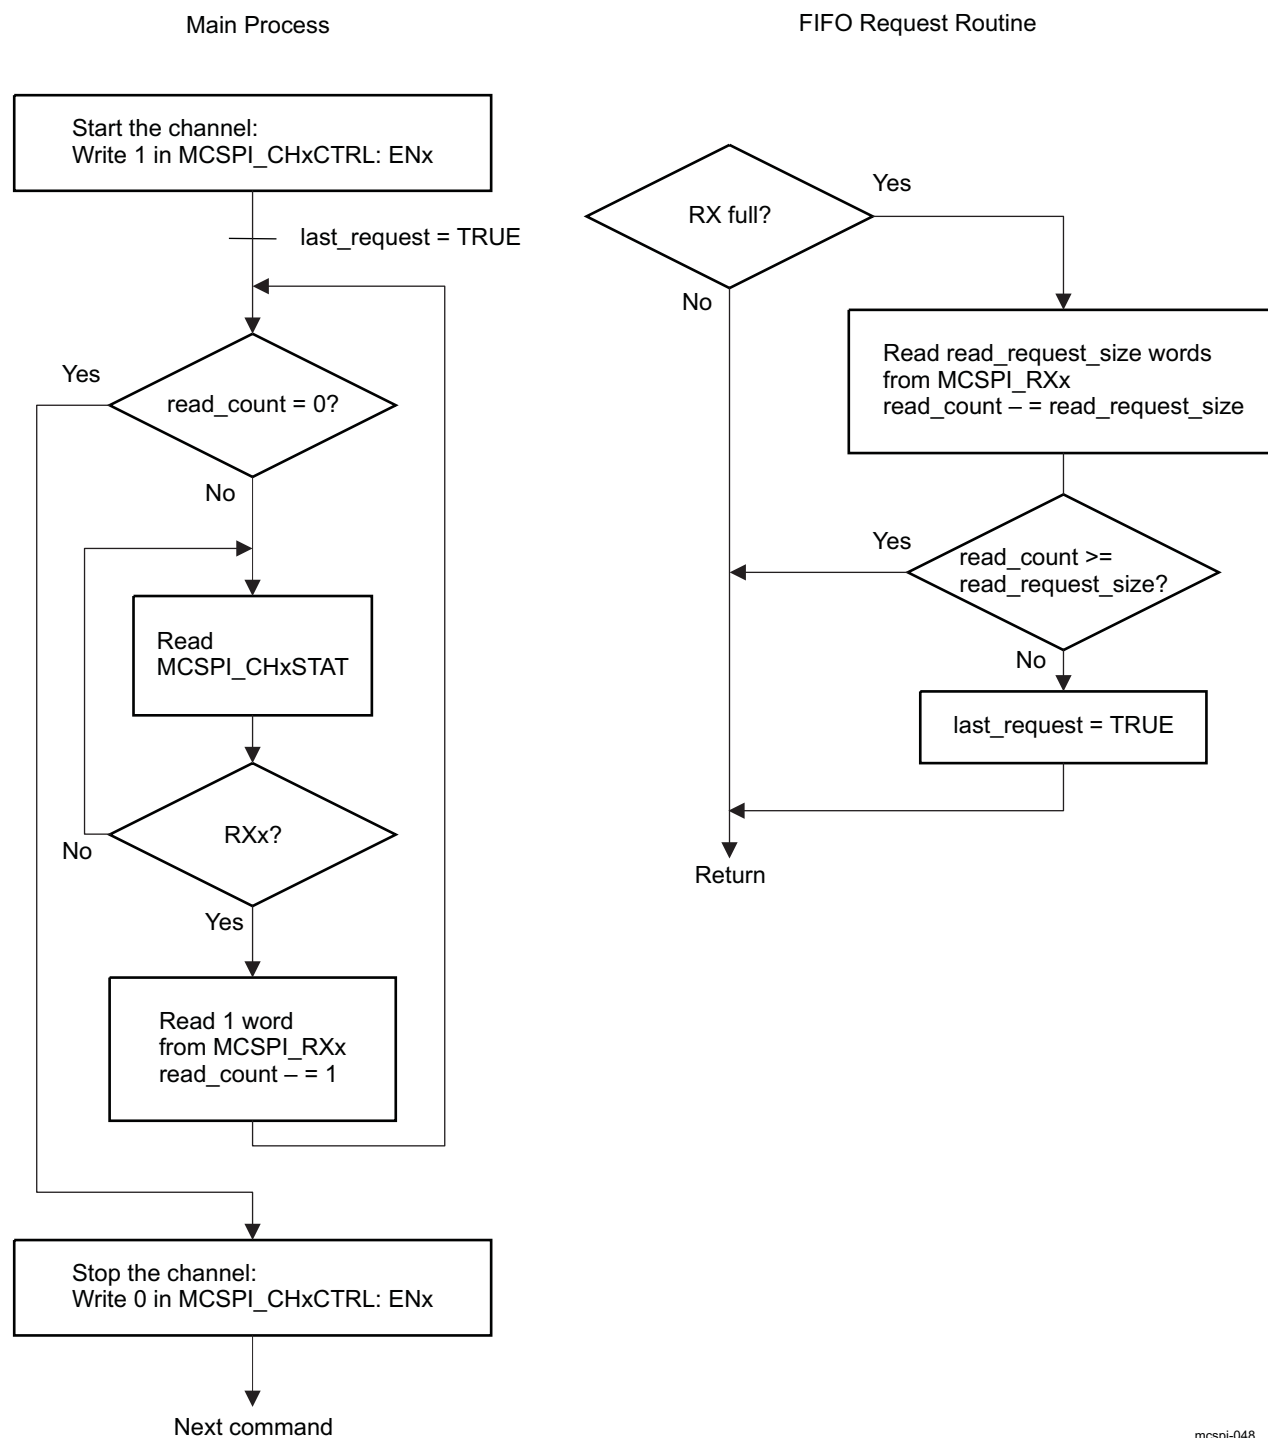 Main Process
Start the channel:
Write 1 in MCSPI_CHxCTRL: ENx
last_request = TRUE
read_count = 0?
Yes
No
Read
MCSPI_CHxSTAT
RXx?
No
Yes
Read 1 word
from MCSPI_RXx
read_count – = 1
Stop the channel:
Write 0 in MCSPI_CHxCTRL: ENx
Next command
FIFO Request Routine
RX full?
Yes
No
Read read_request_size words
from MCSPI_RXx
read_count – = read_request_size
read_count >=
read_request_size?
Yes
No
last_request = TRUE
Return
mcspi-048